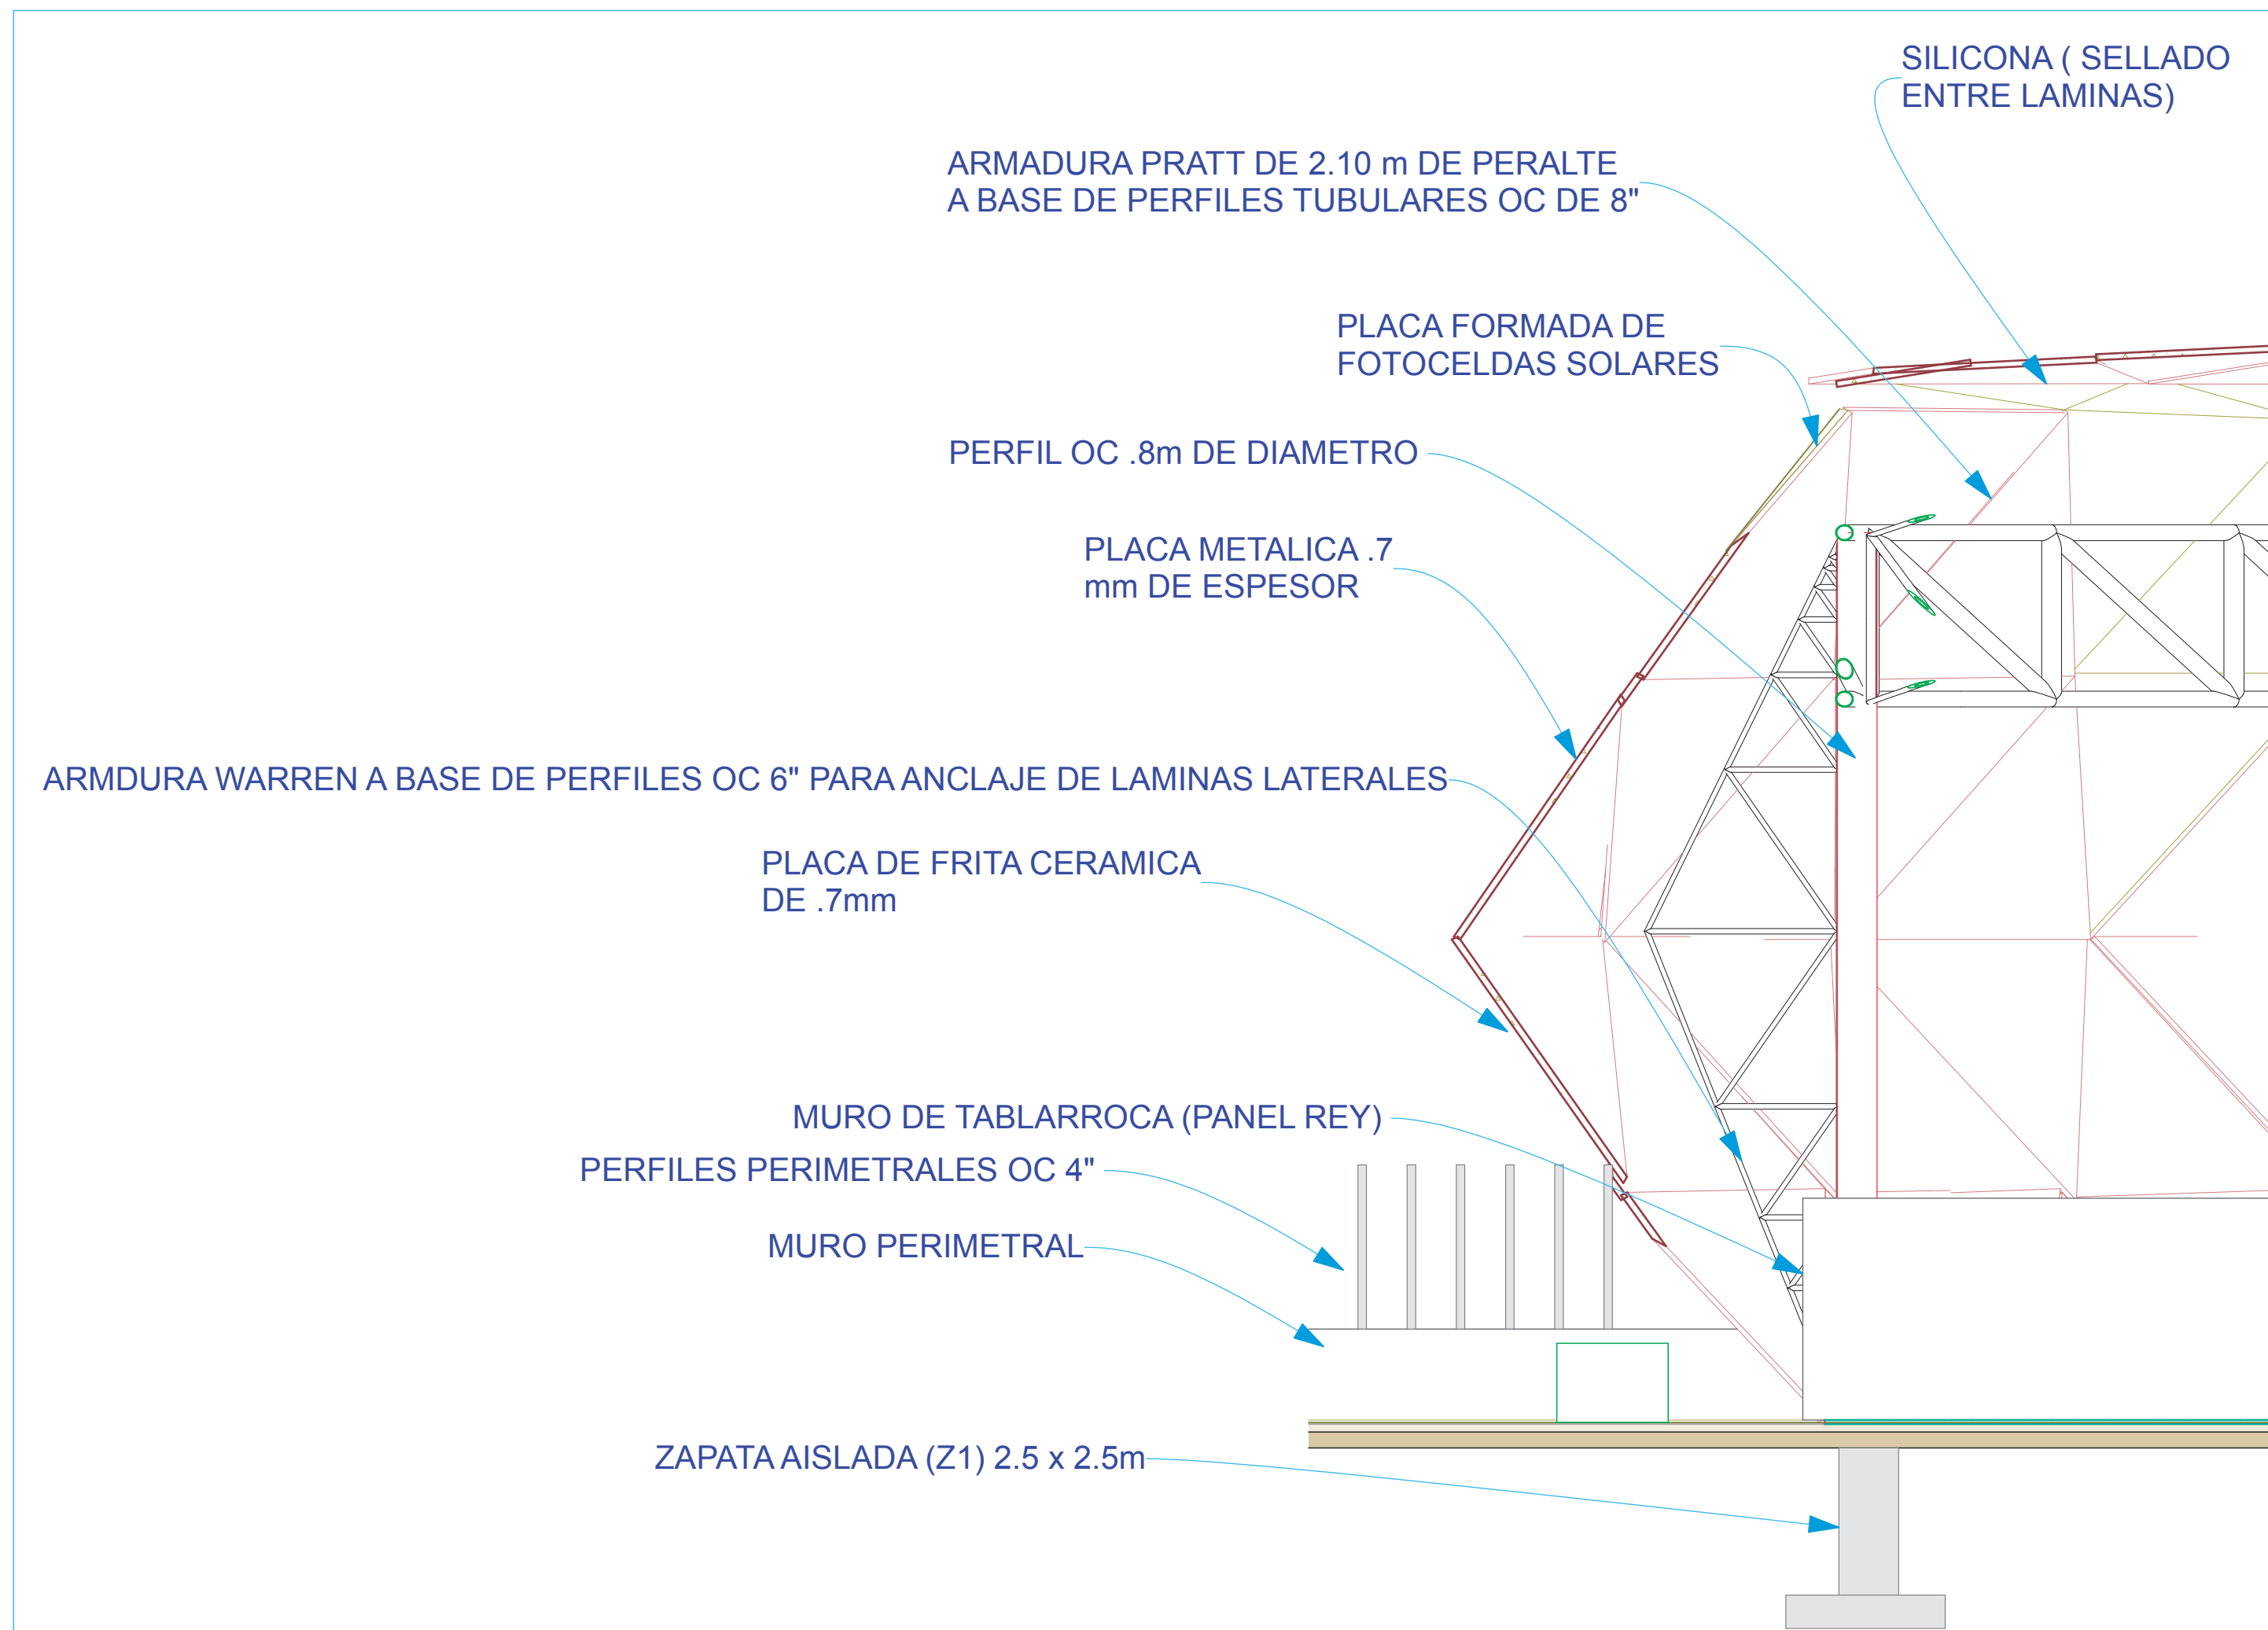 SILICONA ( SELLADO
ENTRE LAMINAS)
ARMADURA PRATT DE 2.10 m DE PERALTE
A BASE DE PERFILES TUBULARES OC DE 8"
PLACA FORMADA DE
FOTOCELDAS SOLARES
PERFIL OC .8m DE DIAMETRO
PLACA METALICA .7
mm DE ESPESOR
ARMDURA WARREN A BASE DE PERFILES OC 6" PARA ANCLAJE DE LAMINAS LATERALES
PLACA DE FRITA CERAMICA
DE .7mm
MURO DE TABLARROCA (PANEL REY)
PERFILES PERIMETRALES OC 4"
MURO PERIMETRAL
ZAPATA AISLADA (Z1) 2.5 x 2.5m